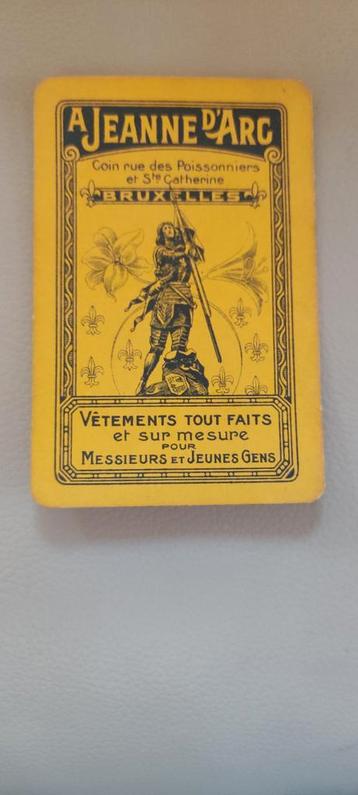 A JEANNE D'ARC
Coin rue des Poissonniers
et Ste Catherine
BRUXELLES
VÊTEMENTS TOUT FAITS
et sur mesure
POUR
MESSIEURS ET JEUNES GENS